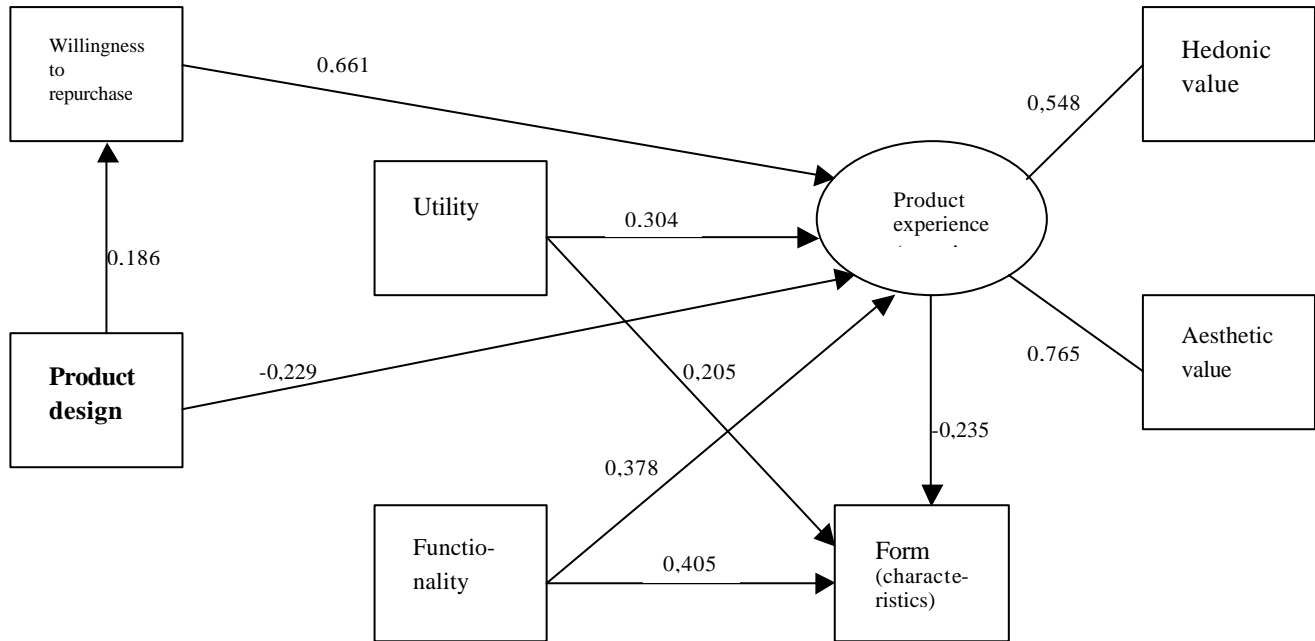 Willingness
to
repurchase
0,661
Hedonic
value
0,548
Utility
0,304
Product
experience
0,186
Product
design
-0,229
0,205
0,765
Aesthetic
value
-0,235
0,378
Functio-
nality
0,405
Form
(characte-
ristics)